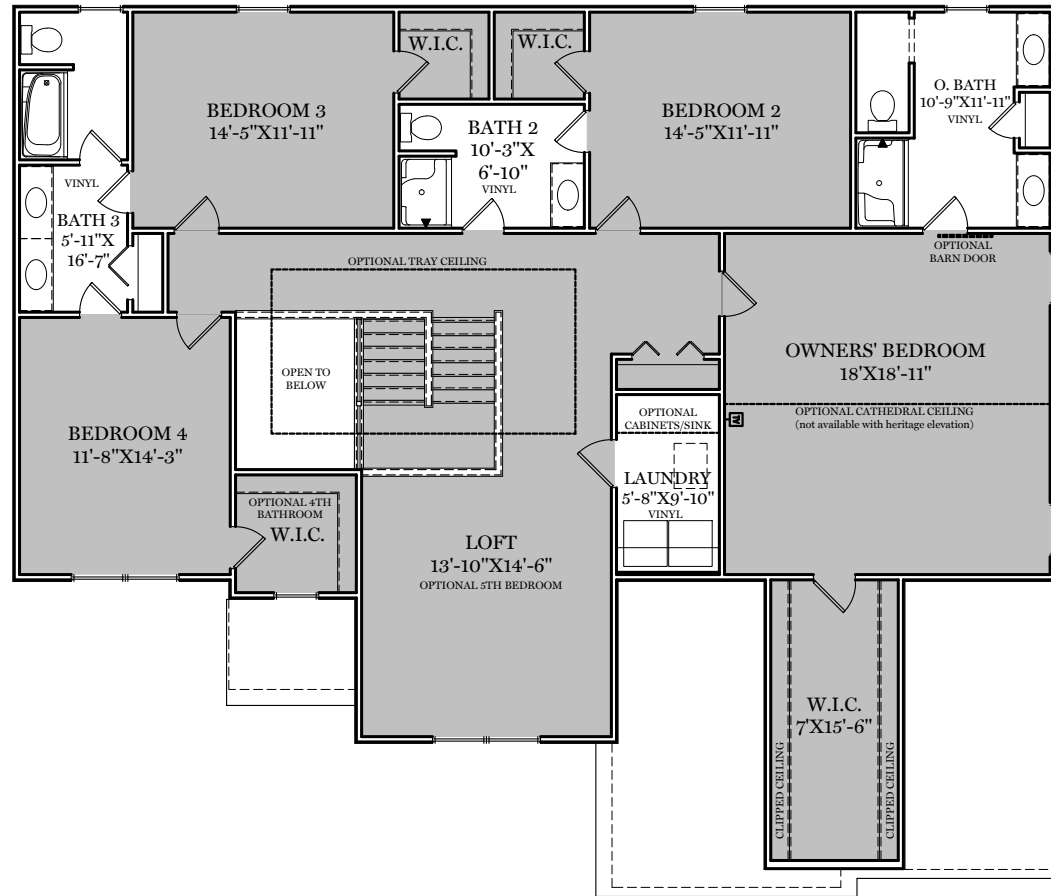 W.I.C.
W.I.C.
BEDROOM 3
14'-5"X11'-11"
BEDROOM 2
14'-5"X11'-11"
O. BATH
10'-9"X11'-11"
VINYL
BATH 2
10'-3"X
6'-10"
VINYL
VINYL
BATH 3
5'-11"X
16'-7"
OPTIONAL TRAY CEILING
OPTIONAL
BARN DOOR
OPEN TO
BELOW
OWNERS' BEDROOM
18'X18'-11"
OPTIONAL CATHEDRAL CEILING
(not available with heritage elevation)
W
OPTIONAL
CABINETS/SINK
LAUNDRY
5'-8"X9'-10"
VINYL
BEDROOM 4
11'-8"X14'-3"
OPTIONAL 4TH
BATHROOM
W.I.C.
LOFT
13'-10"X14'-6"
OPTIONAL 5TH BEDROOM
W.I.C.
7'X15'-6"
CLIPPED CEILING
CLIPPED CEILING